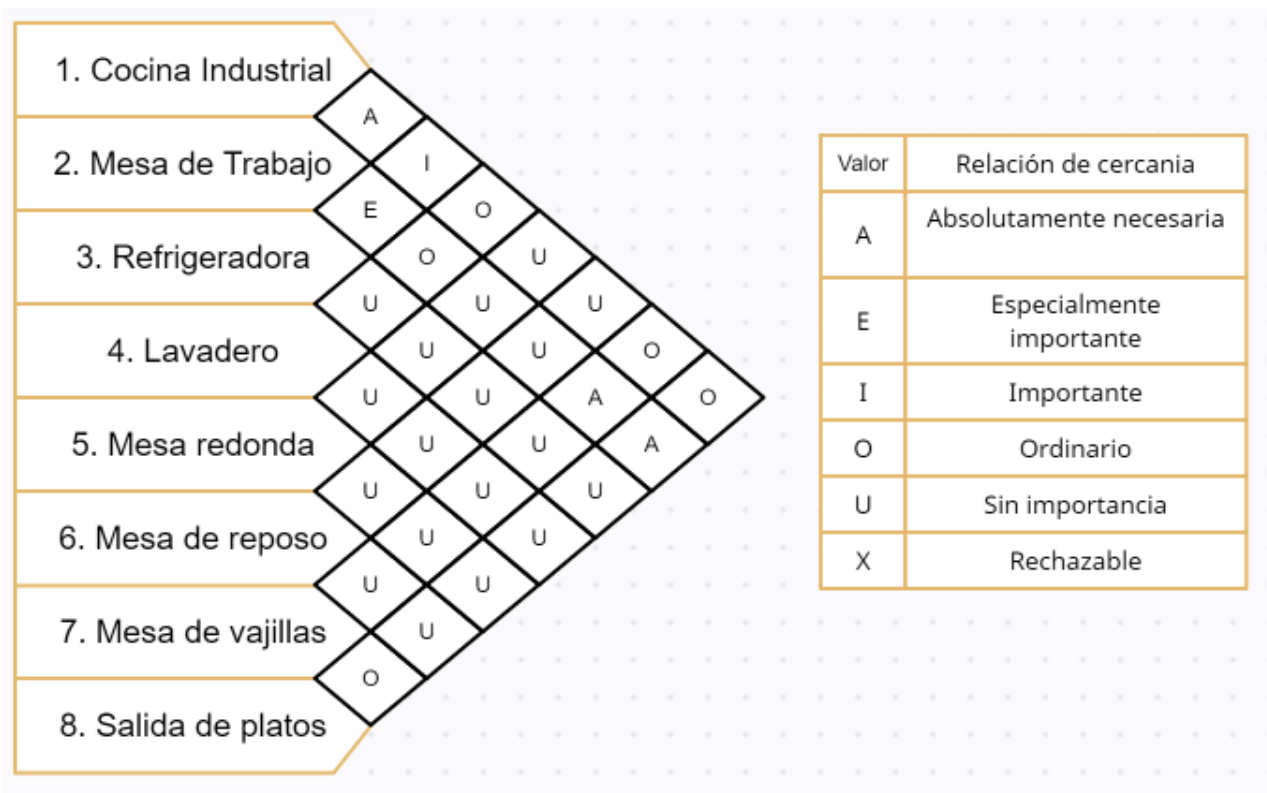 1. Cocina Industrial
A
2. Mesa de Trabajo
I
E
O
3. Refrigeradora
O
U
U
U
U
4. Lavadero
U
U
O
U
U
A
O
5. Mesa redonda
U
U
A
U
U
U
6. Mesa de reposo
U
U
U
U
7. Mesa de vajillas
U
O
8. Salida de platos
Valor Relación de cercania
A Absolutamente necesaria
E Especialmente
importante
I Importante
O Ordinario
U Sin importancia
X Rechazable